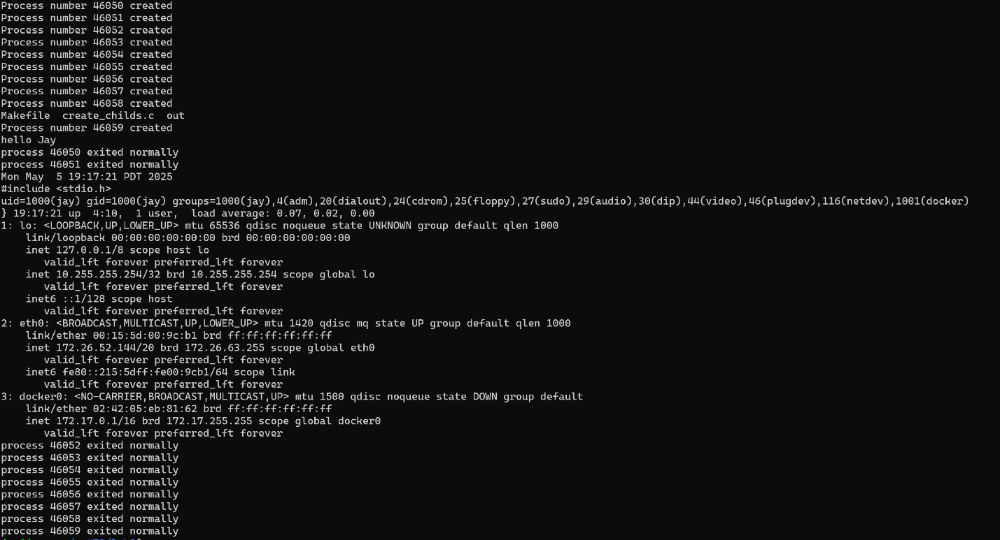 Process number 46050 created
Process number 46051 created
Process number 46052 created
Process number 46053 created
Process number 46054 created
Process number 46055 created
Process number 46056 created
Process number 46057 created
Process number 46058 created
Makefile  create_childs.c  out
Process number 46059 created
hello Jay
process 46050 exited normally
process 46051 exited normally
Mon May  5 19:17:21 PDT 2025
#include <stdio.h>
uid=1000(jay) gid=1000(jay) groups=1000(jay),4(adm),20(dialout),24(cdrom),25(floppy),27(sudo),29(audio),30(dip),44(video),46(plugdev),116(netdev),1001(docker)
} 19:17:21 up  4:10,  1 user,  load average: 0.07, 0.02, 0.00
1: lo: <LOOPBACK,UP,LOWER_UP> mtu 65536 qdisc noqueue state UNKNOWN group default qlen 1000
    link/loopback 00:00:00:00:00:00 brd 00:00:00:00:00:00
    inet 127.0.0.1/8 scope host lo
       valid_lft forever preferred_lft forever
    inet 10.255.255.254/32 brd 10.255.255.254 scope global lo
       valid_lft forever preferred_lft forever
    inet6 ::1/128 scope host
       valid_lft forever preferred_lft forever
2: eth0: <BROADCAST,MULTICAST,UP,LOWER_UP> mtu 1420 qdisc mq state UP group default qlen 1000
    link/ether 00:15:5d:00:9c:b1 brd ff:ff:ff:ff:ff:ff
    inet 172.26.52.144/20 brd 172.26.63.255 scope global eth0
       valid_lft forever preferred_lft forever
    inet6 fe80::215:5dff:fe00:9cb1/64 scope link
       valid_lft forever preferred_lft forever
3: docker0: <NO-CARRIER,BROADCAST,MULTICAST,UP> mtu 1500 qdisc noqueue state DOWN group default
    link/ether 02:42:05:eb:81:62 brd ff:ff:ff:ff:ff:ff
    inet 172.17.0.1/16 brd 172.17.255.255 scope global docker0
       valid_lft forever preferred_lft forever
process 46052 exited normally
process 46053 exited normally
process 46054 exited normally
process 46055 exited normally
process 46056 exited normally
process 46057 exited normally
process 46058 exited normally
process 46059 exited normally